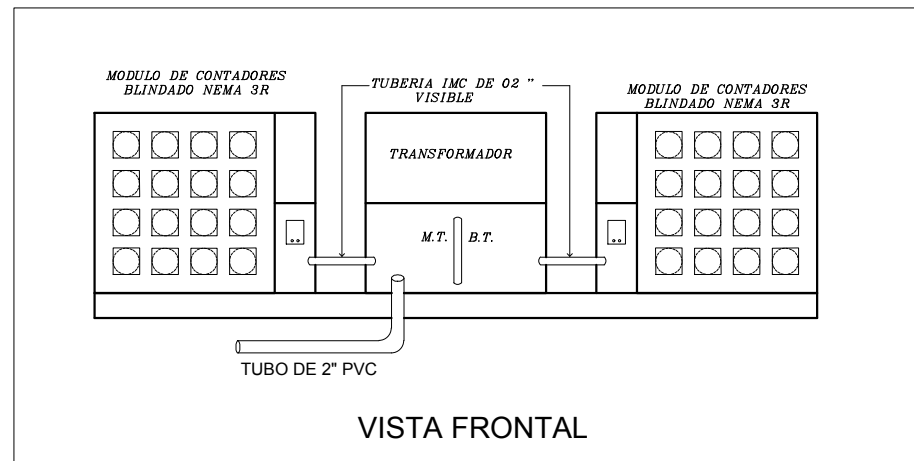 MODULO DE CONTADORES
BLINDADO NEMA 3R
TUBERIA IMC DE 02 "
VISIBLE
MODULO DE CONTADORES
BLINDADO NEMA 3R
TRANSFORMADOR
M.T. B.T.
TUBO DE 2" PVC
VISTA FRONTAL